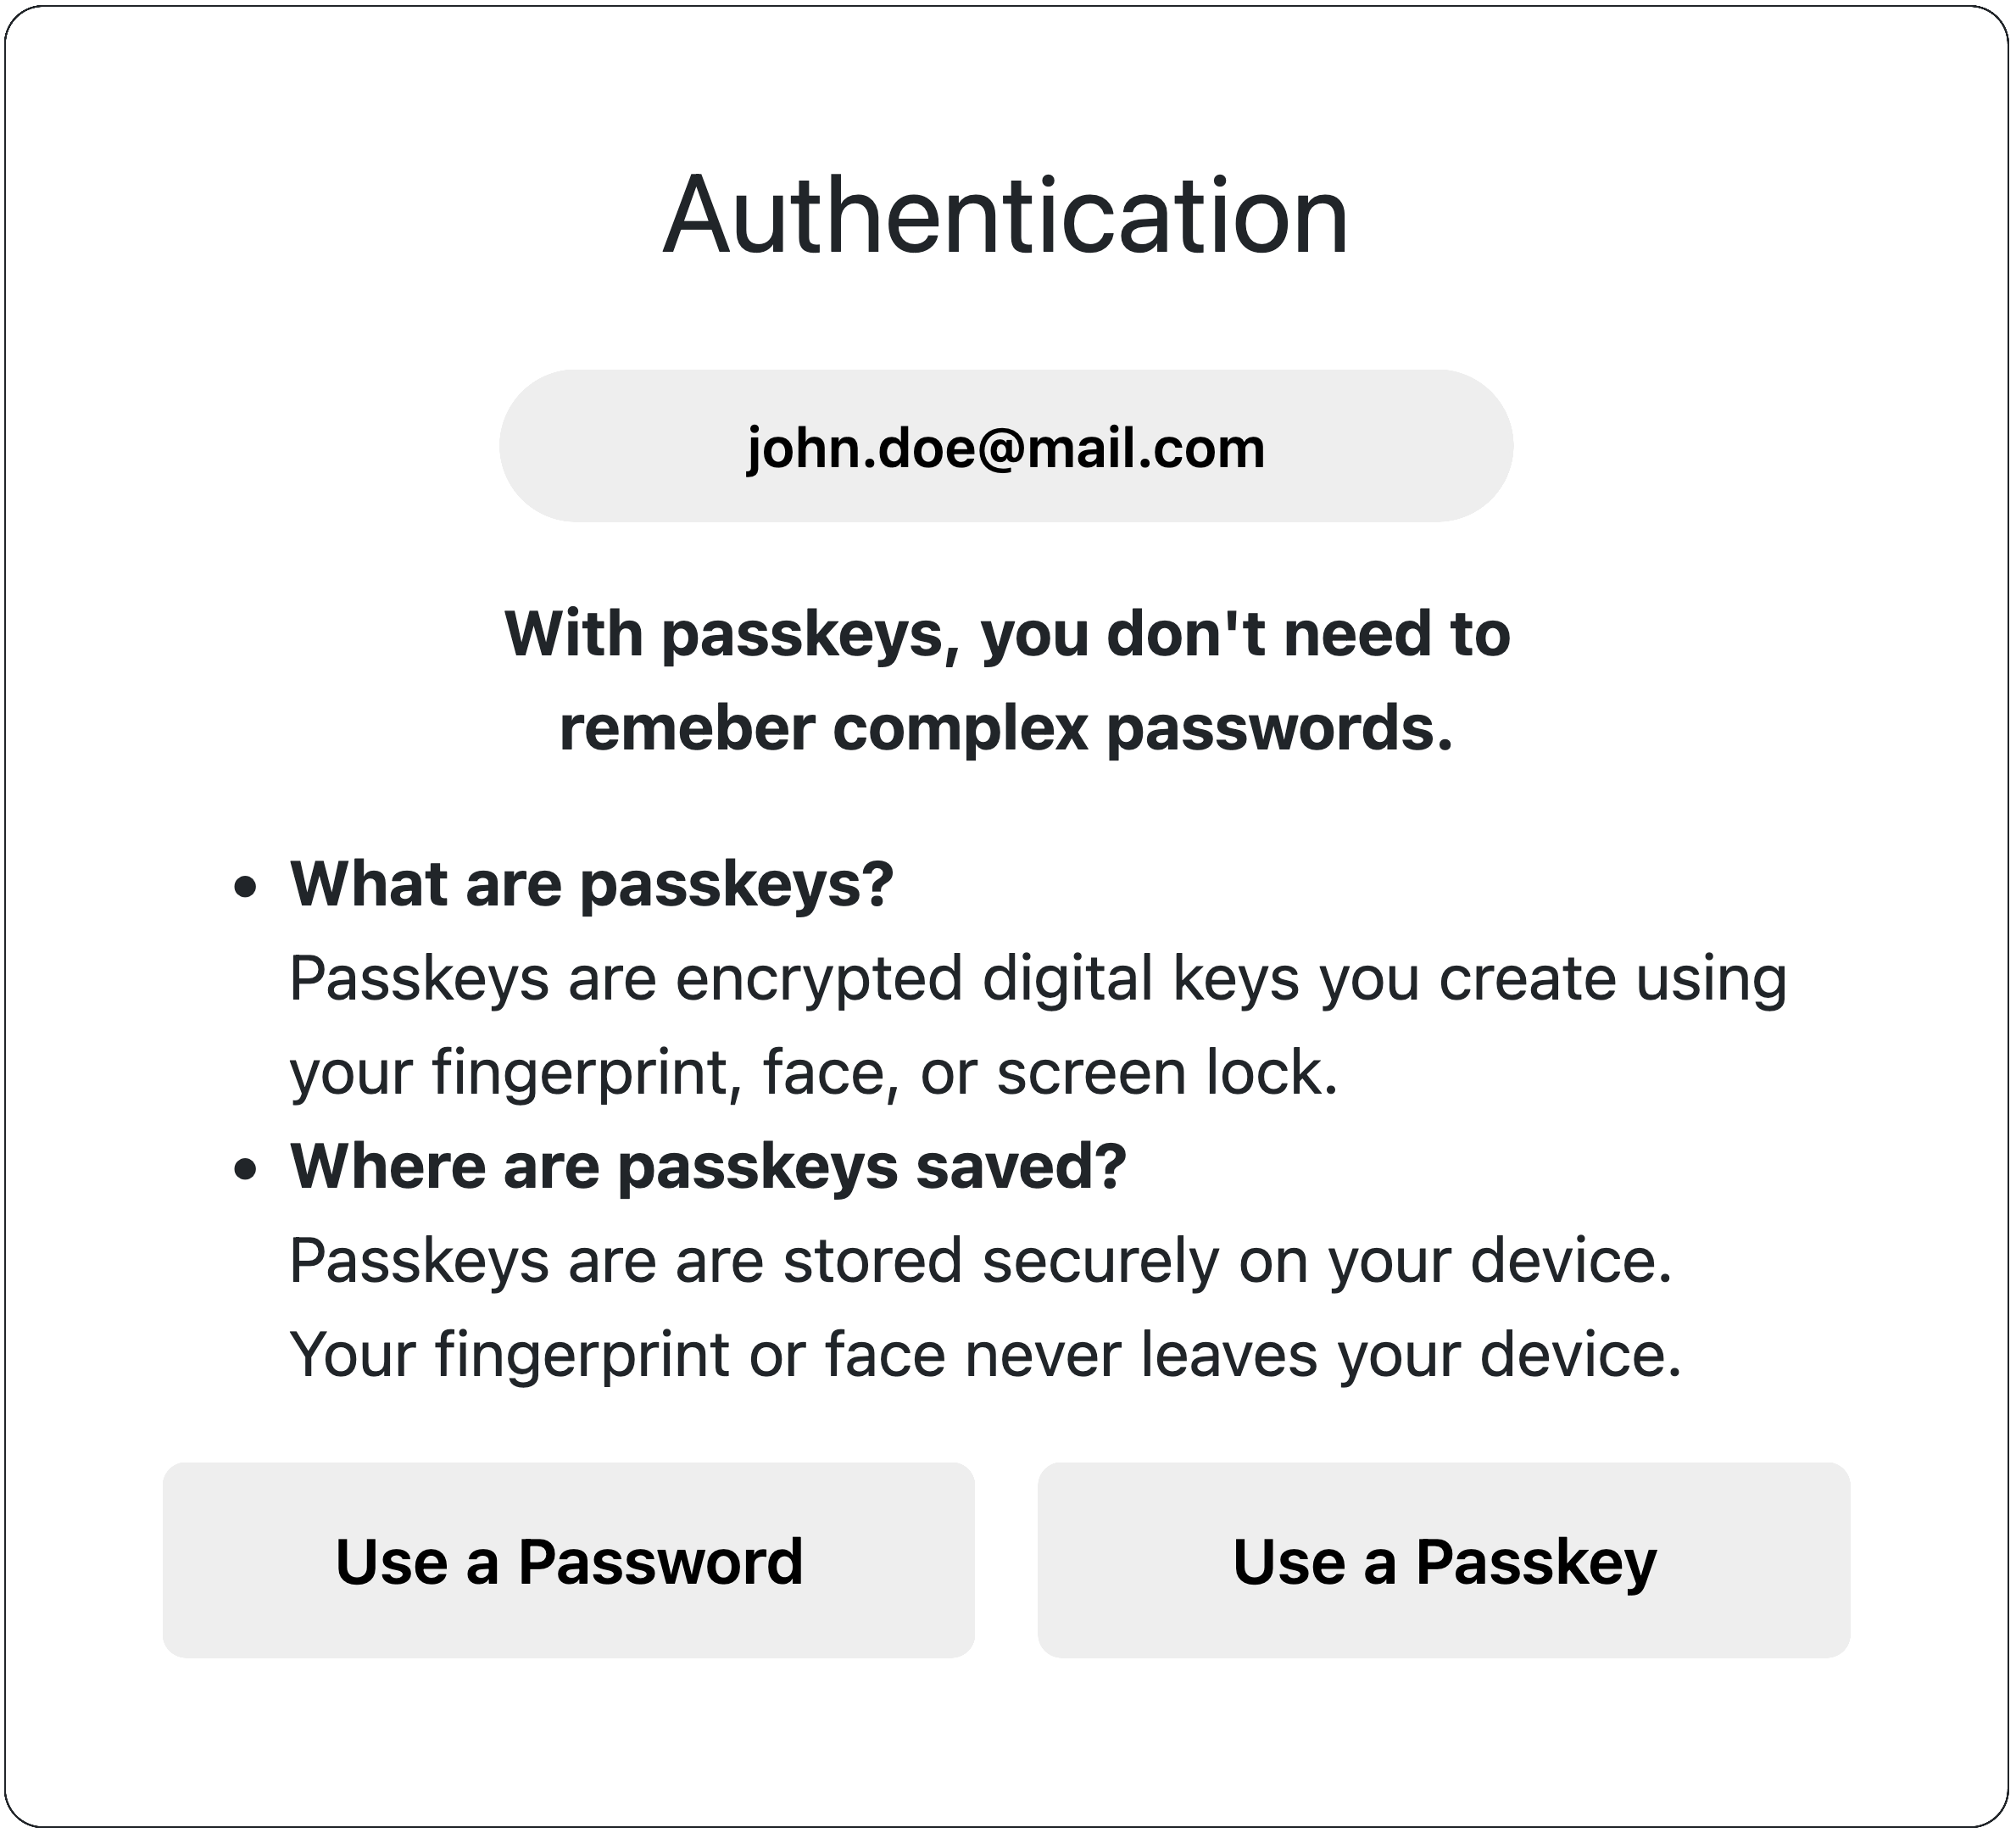 Authentication
john.doe@mail.com
With passkeys, you don't need to
remeber complex passwords.
• What are passkeys?
Passkeys are encrypted digital keys you create using
your fingerprint, face, or screen lock.
• Where are passkeys saved?
Passkeys are are stored securely on your device.
Your fingerprint or face never leaves your device.
Use a Password
Use a Passkey